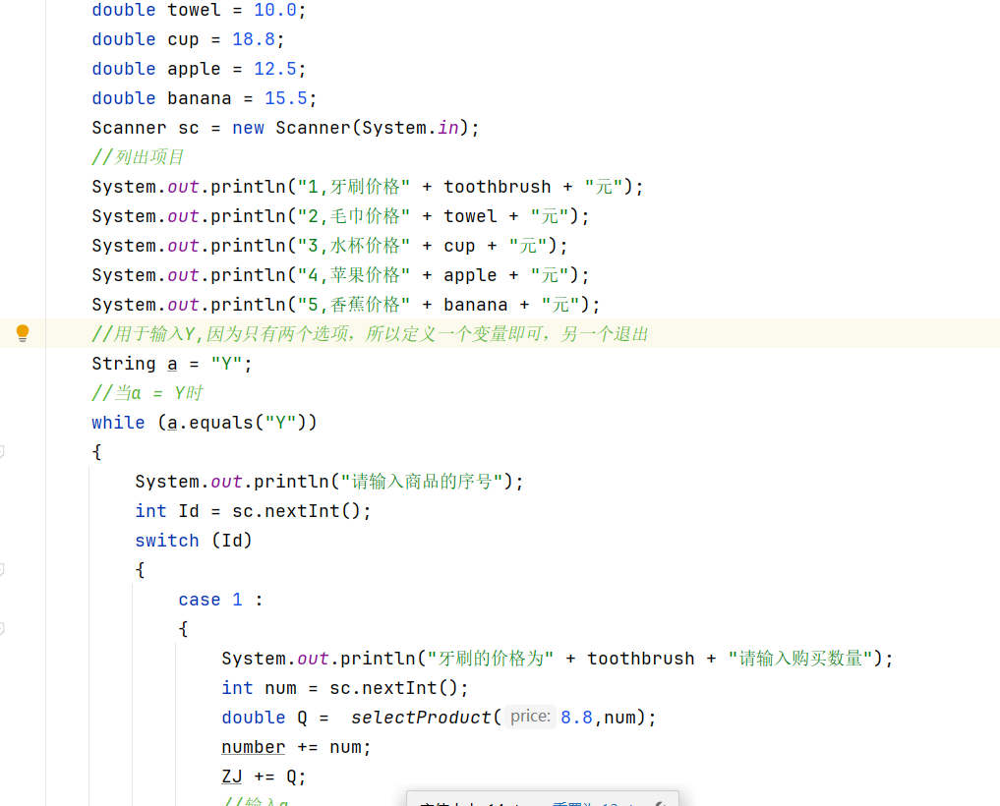 double towel = 10.0;
double cup = 18.8;
double apple = 12.5;
double banana = 15.5;
Scanner sc = new Scanner(System.in);
//列出项目
System.out.println("1,牙刷价格" + toothbrush + "元");
System.out.println("2,毛巾价格" + towel + "元");
System.out.println("3,水杯价格" + cup + "元");
System.out.println("4,苹果价格" + apple + "元");
System.out.println("5,香蕉价格" + banana + "元");
//用于输入Y,因为只有两个选项，所以定义一个变量即可，另一个退出
String a = "Y";
//当a = Y时
while (a.equals("Y"))
{
System.out.println("请输入商品的序号");
int Id = sc.nextInt();
switch (Id)
{
case 1 :
{
System.out.println("牙刷的价格为" + toothbrush + "请输入购买数量");
int num = sc.nextInt();
double Q =  selectProduct( price: 8.8,num);
number += num;
ZJ += Q;
//输入a